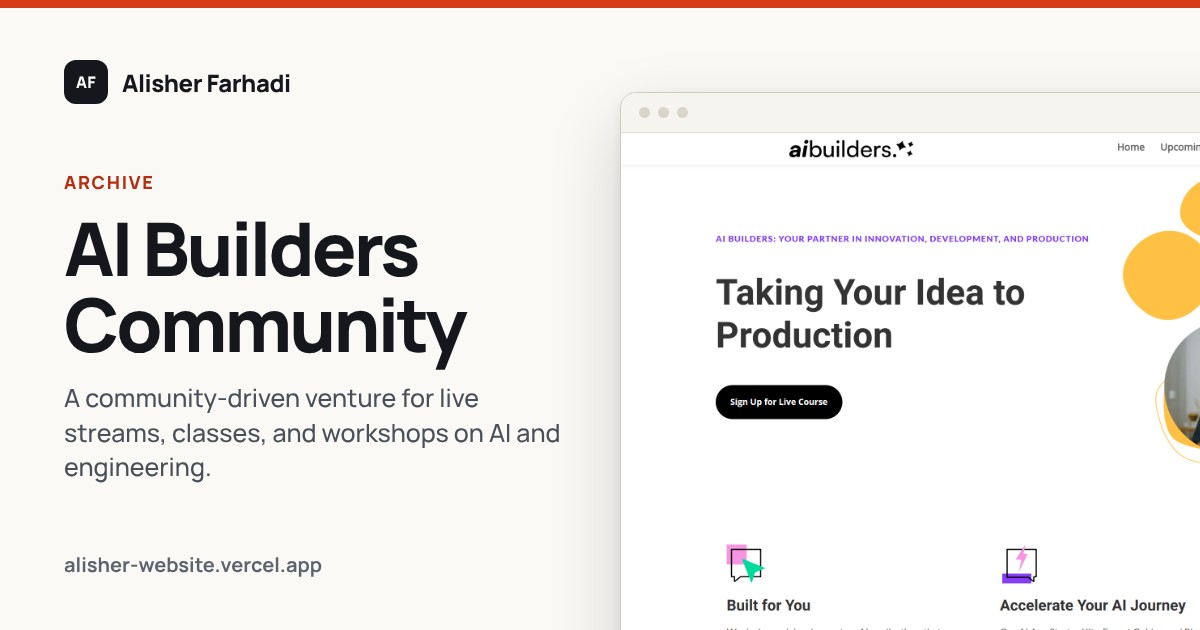 AF
Alisher Farhadi
ARCHIVE
AI Builders
Community
A community-driven venture for live
streams, classes, and workshops on AI and
engineering.
alisher-website.vercel.app
aibuilders.
Home
AI BUILDERS: YOUR PARTNER IN INNOVATION, DEVELOPMENT, AND PRODUCTION
Taking Your Idea to
Production
Sign Up for Live Course
Built for You
Accelerate Your AI Journey